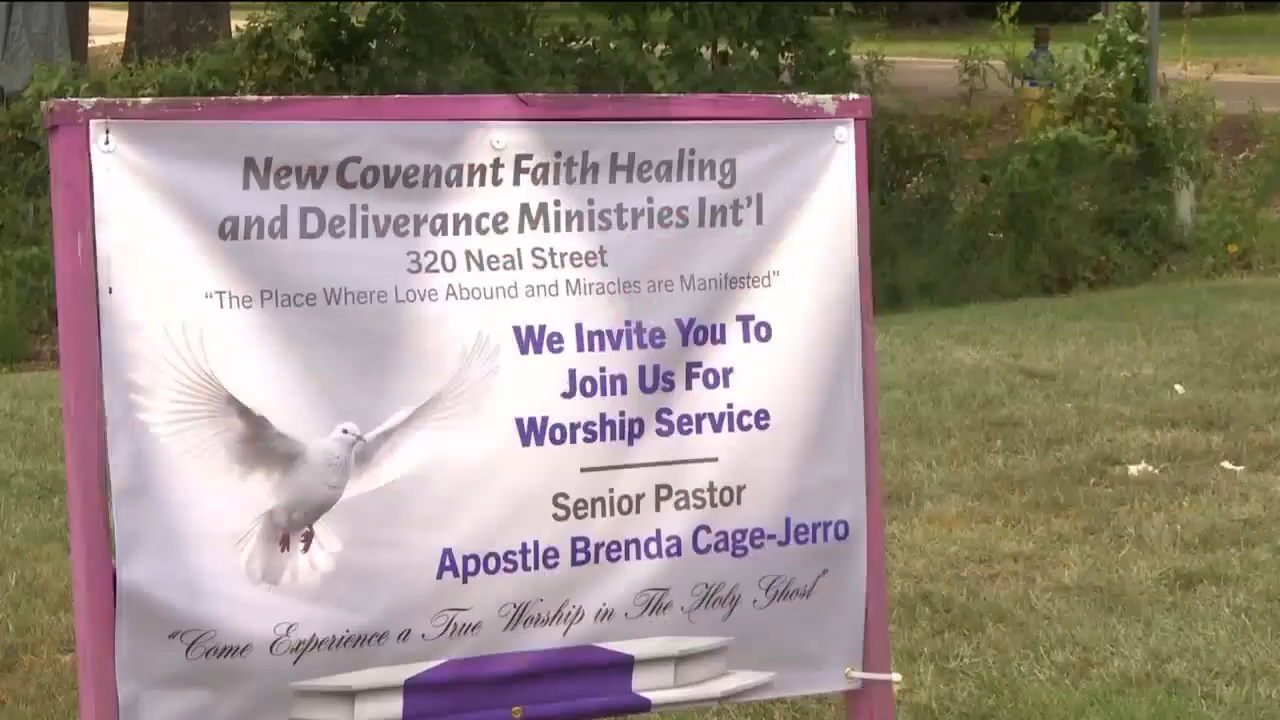 New Covenant Faith Healing
and Deliverance Ministries Int'l
320 Neal Street
"The Place Where Love Abound and Miracles are Manifested"
We Invite You To
Join Us For
Worship Service
Senior Pastor
Apostle Brenda Cage-Jerro
"Come Experience a True Worship in The Holy Ghost"